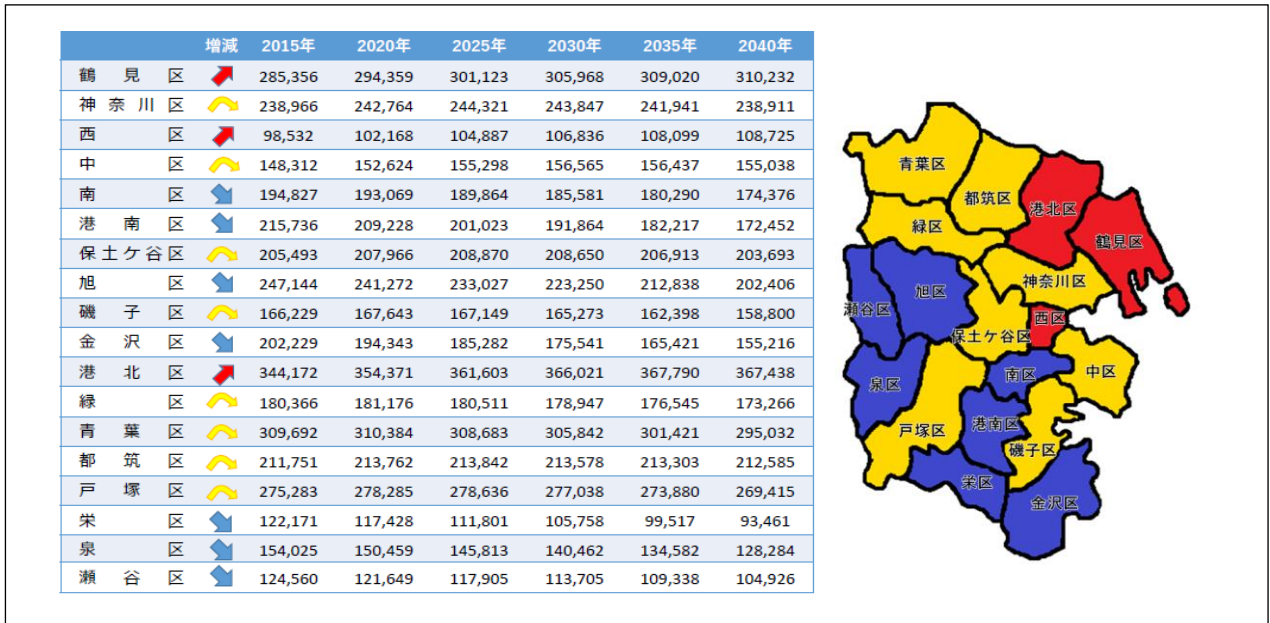 増減 2015年 2020年 2025年 2030年 2035年 2040年
鶴見区 285,356 294,359 301,123 305,968 309,020 310,232
神奈川区 238,966 242,764 244,321 243,847 241,941 238,911
西区 98,532 102,168 104,887 106,836 108,099 108,725
中区 148,312 152,624 155,298 156,565 156,437 155,038
南区 194,827 193,069 189,864 185,581 180,290 174,376
港南区 215,736 209,228 201,023 191,864 182,217 172,452
保土ケ谷区 205,493 207,966 208,870 208,650 206,913 203,693
旭区 247,144 241,272 233,027 223,250 212,838 202,406
磯子区 166,229 167,643 167,149 165,273 162,398 158,800
金沢区 202,229 194,343 185,282 175,541 165,421 155,216
港北区 344,172 354,371 361,603 366,021 367,790 367,438
緑区 180,366 181,176 180,511 178,947 176,545 173,266
青葉区 309,692 310,384 308,683 305,842 301,421 295,032
都筑区 211,751 213,762 213,842 213,578 213,303 212,585
戸塚区 275,283 278,285 278,636 277,038 273,880 269,415
栄区 122,171 117,428 111,801 105,758 99,517 93,461
泉区 154,025 150,459 145,813 140,462 134,582 128,284
瀬谷区 124,560 121,649 117,905 113,705 109,338 104,926
青葉区
都筑区
港北区
緑区
鶴見区
神奈川区
旭区
瀬谷区
西区
保土ケ谷区
中区
南区
泉区
港南区
戸塚区
磯子区
栄区
金沢区